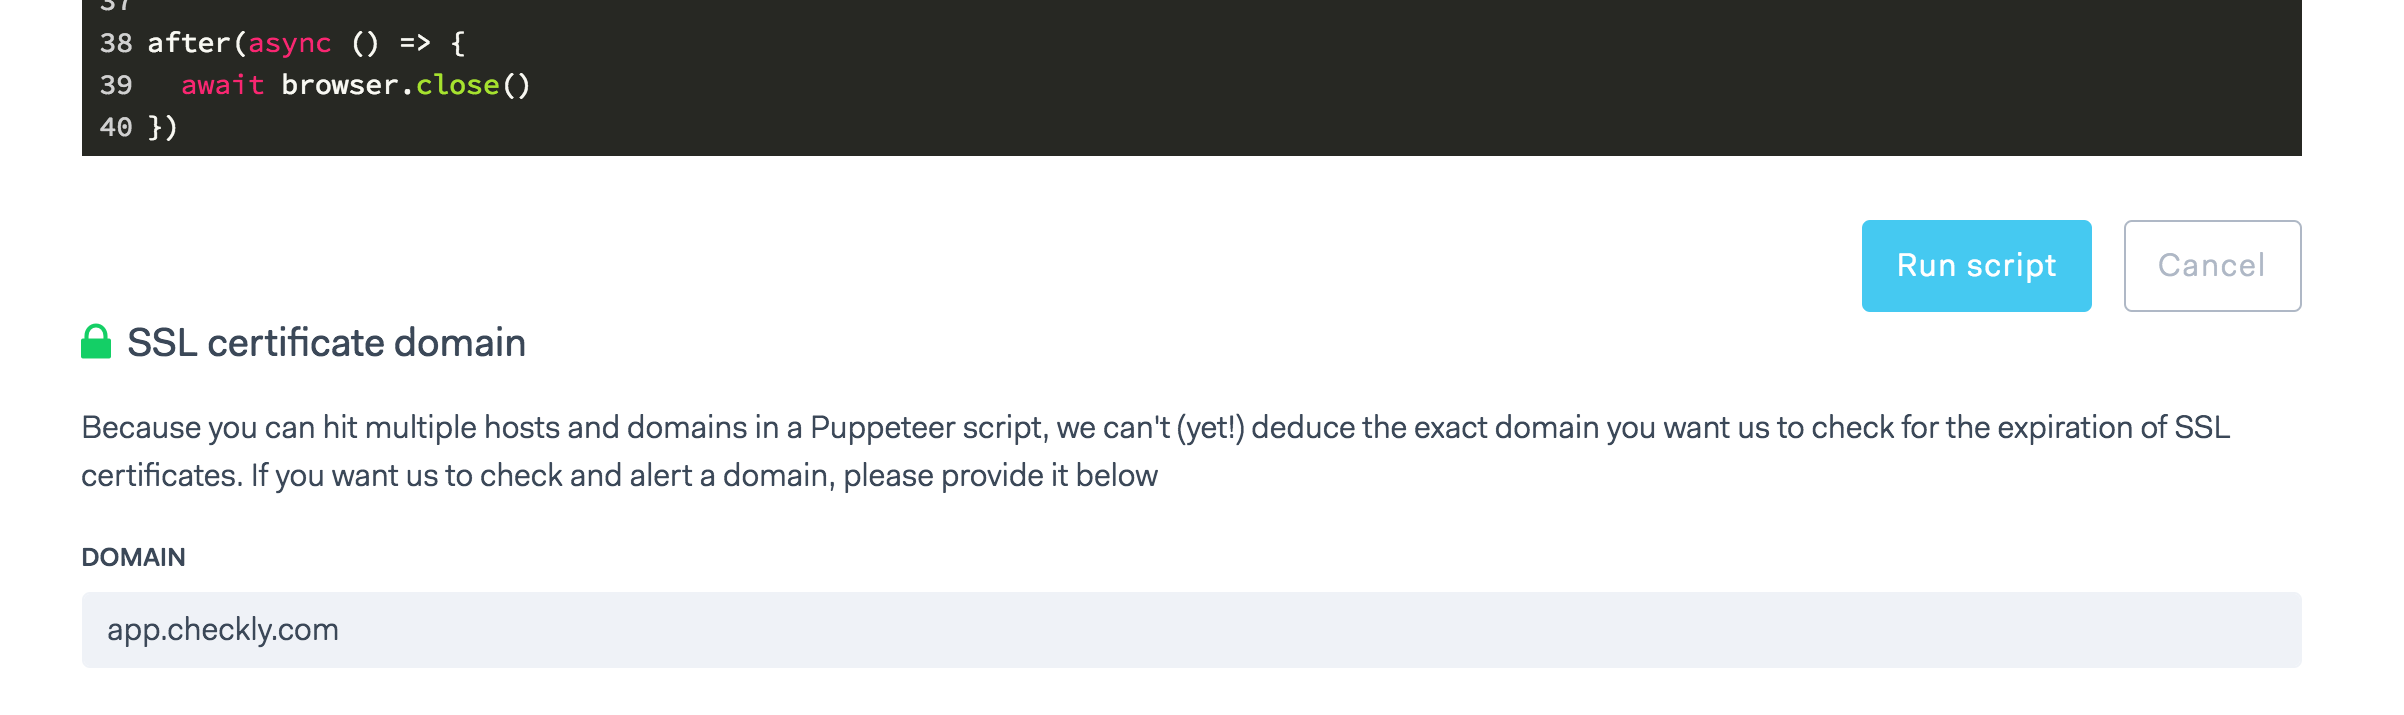 37
38 after(async () => {
39   await browser.close()
40 })
Run script
Cancel
SSL certificate domain
Because you can hit multiple hosts and domains in a Puppeteer script, we can't (yet!) deduce the exact domain you want us to check for the expiration of SSL
certificates. If you want us to check and alert a domain, please provide it below
DOMAIN
app.checkly.com